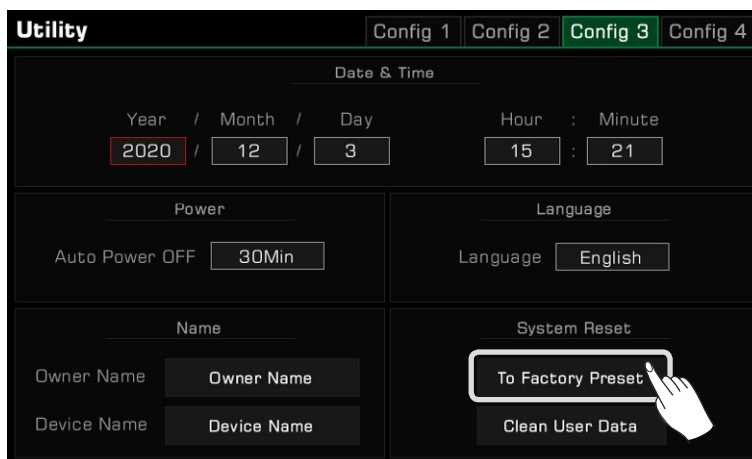 Utility Config 1 Config 2 Config 3 Config 4
Date & Time
Year / Month / Day Hour : Minute
2020 / 12 / 3 15 : 21
Power
Auto Power OFF 30Min
Language
Language English
Name
Owner Name Owner Name
Device Name Device Name
System Reset
To Factory Preset
Clean User Data